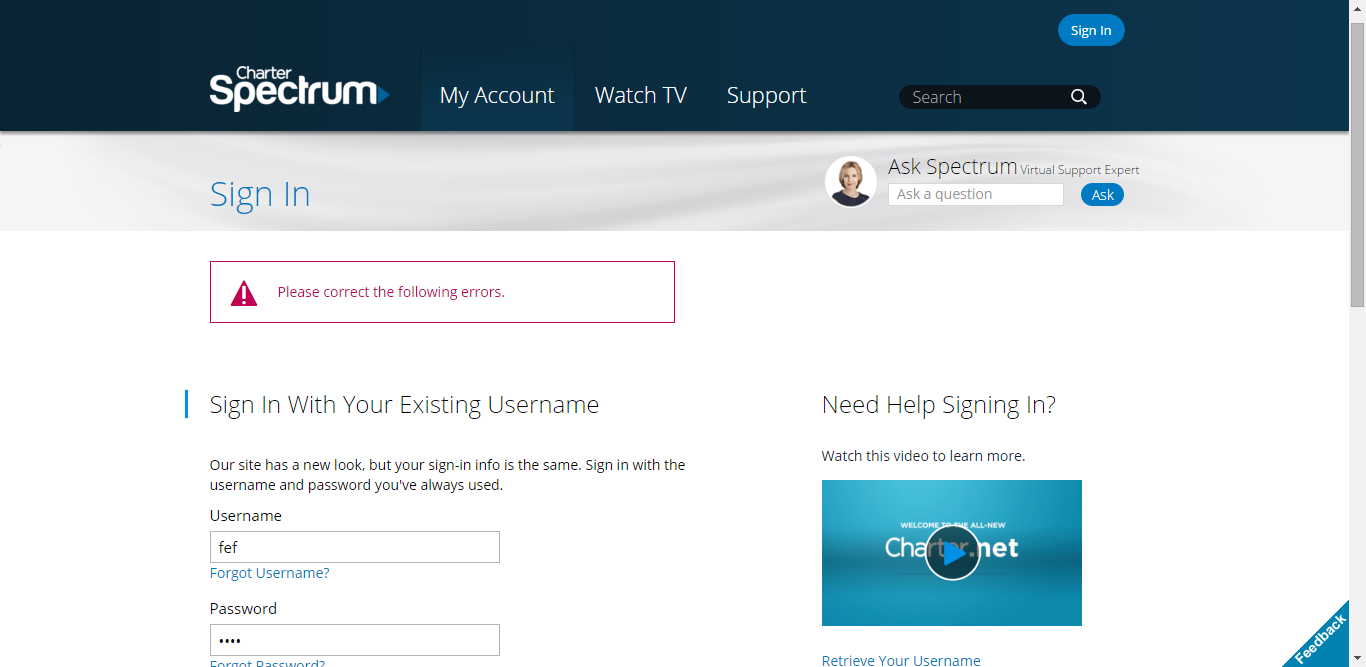 Sign In
Charter
Spectrum
My Account
Watch TV
Support
Search
Sign In
Ask Spectrum Virtual Support Expert
Ask a question
Ask
Please correct the following errors.
Sign In With Your Existing Username
Our site has a new look, but your sign-in info is the same. Sign in with the
username and password you've always used.
Username
fef
Forgot Username?
Password
••••
Forgot Password?
Need Help Signing In?
Watch this video to learn more.
WELCOME TO THE ALL-NEW
Charter.net
Retrieve Your Username
Feedback